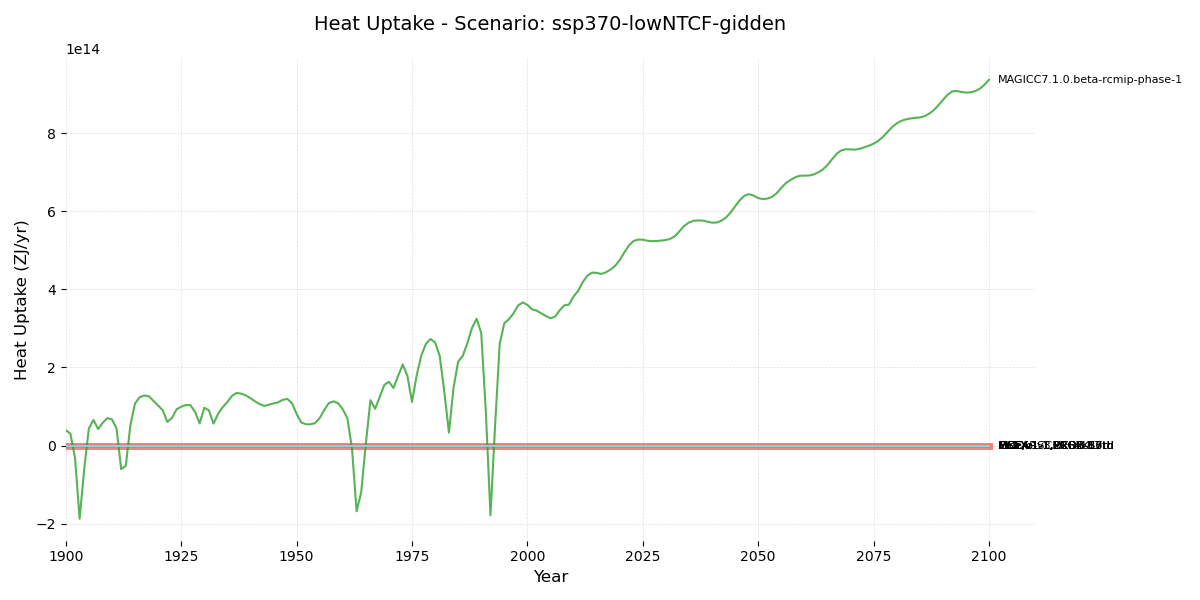 Heat Uptake - Scenario: ssp370-lowNTCF-gidden
1e14
MAGICC7.1.0.beta-rcmip-phase-1
8
6
4
2
0
−2
Heat Uptake (ZJ/yr)
1900 1925 1950 1975 2000 2025 2050 2075 2100
Year